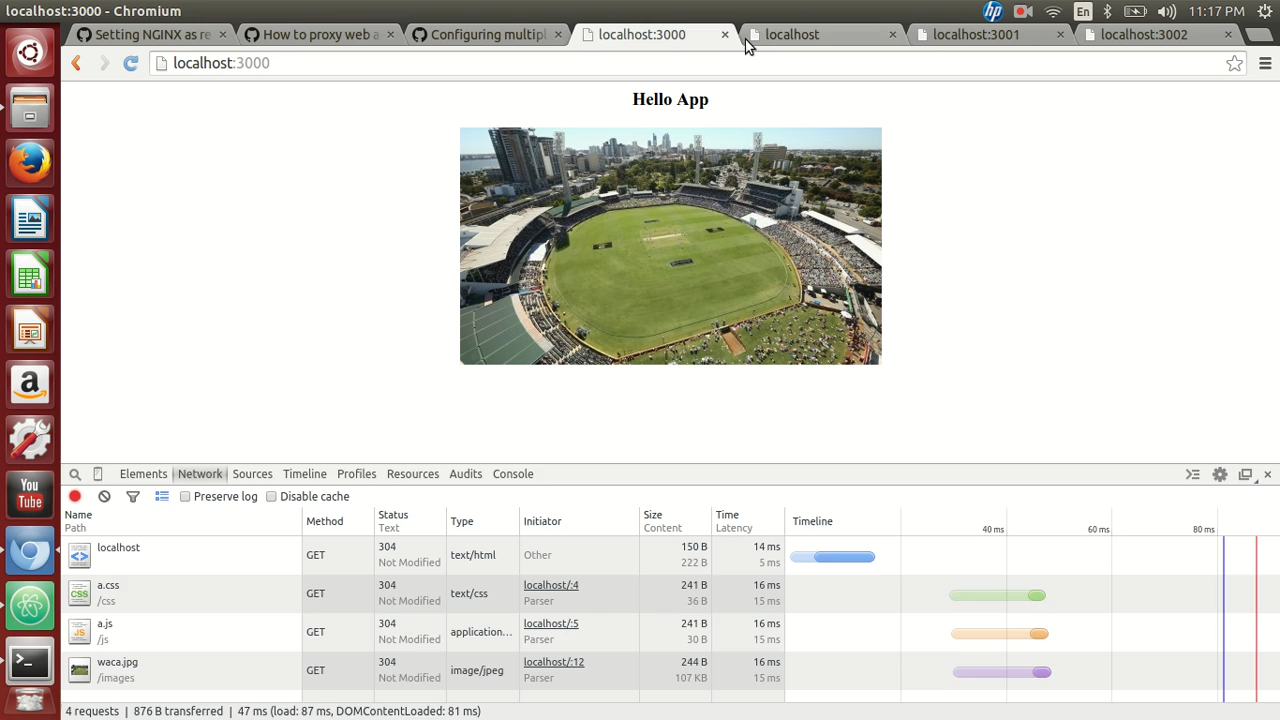 localhost:3000 - Chromium
En
11:17 PM
Setting NGINX as re
How to proxy web a
Configuring multipl
localhost:3000
localhost
localhost:3001
localhost:3002
localhost:3000
Hello App
Elements Network Sources Timeline Profiles Resources Audits Console
Preserve log Disable cache
Name Method Status Type Initiator Size Time Timeline
Path Text Content Latency 40 ms 60 ms 80 ms
localhost GET 304 text/html Other 150 B 14 ms
Not Modified 222 B 5 ms
a.css GET 304 text/css localhost/:4 241 B 16 ms
/css Not Modified Parser 36 B 15 ms
a.js GET 304 application... localhost/:5 241 B 16 ms
/js Not Modified Parser 30 B 15 ms
waca.jpg GET 304 image/jpeg localhost/:12 244 B 16 ms
/images Not Modified Parser 107 KB 15 ms
4 requests | 876 B transferred | 47 ms (load: 87 ms, DOMContentLoaded: 81 ms)
hp
a
You
Tube
CSS
JS